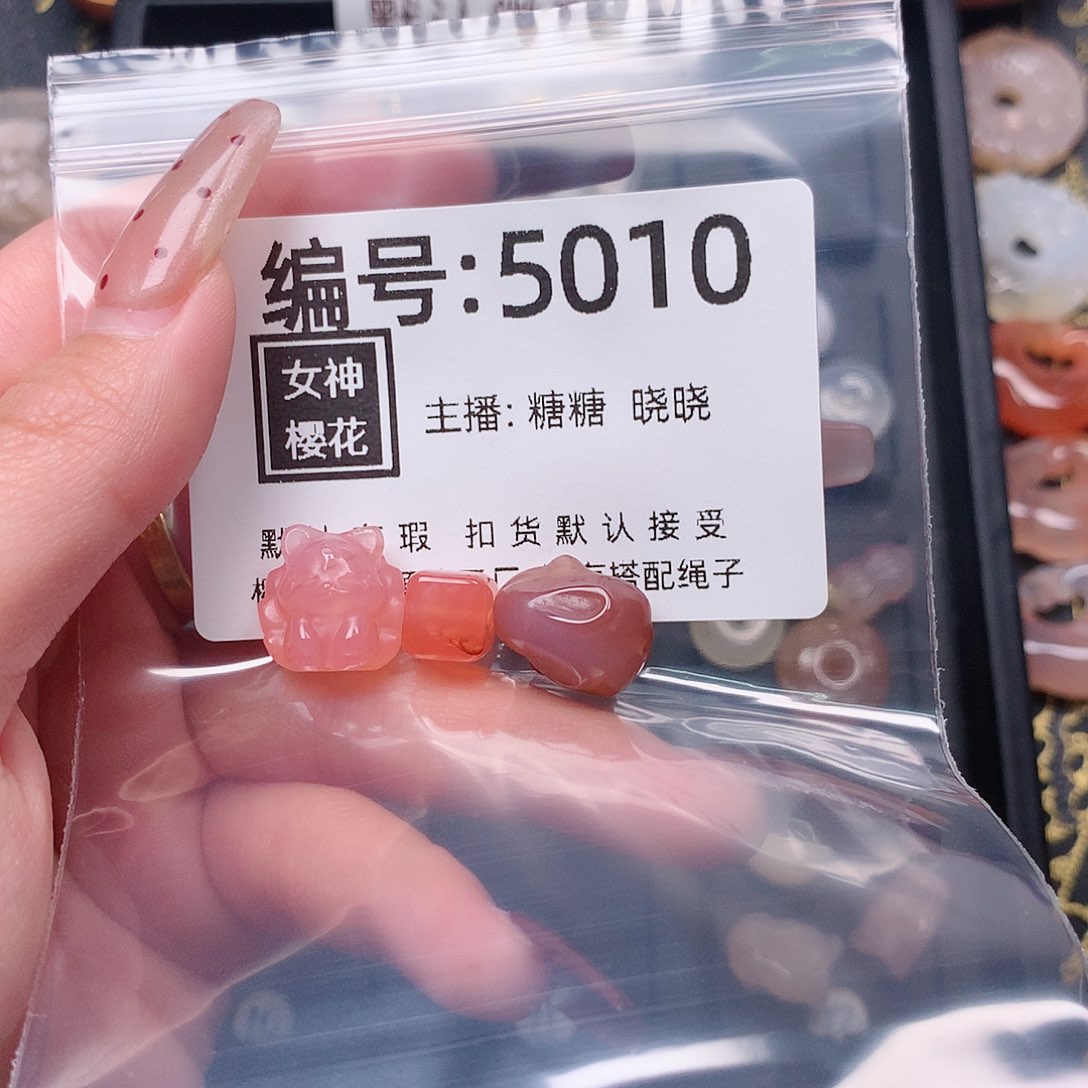 编号:5010
女神
樱花
主播: 糖糖 晓晓
瑕 扣货默认接受
搭配绳子